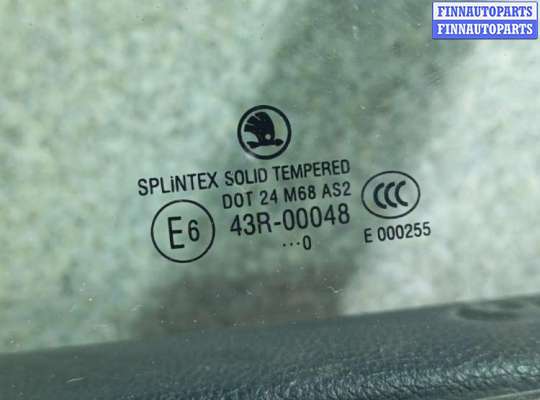 FINNAUTOPARTS
FINNAUTOPARTS
SPLiNTEX SOLID TEMPERED
DOT 24 M68 AS2
E6
43R-00048
CCC
···0
E 000255